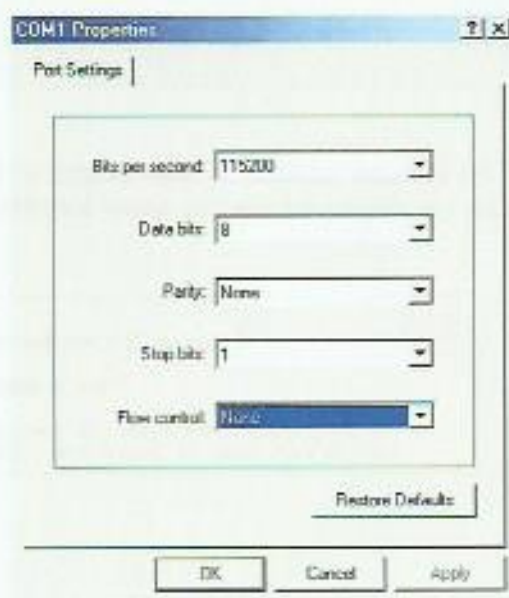 COM1 Properties
Port Settings
Bits per second: 115200
Data bits: 8
Parity: None
Stop bits: 1
Flow control: None
Restore Defaults
OK
Cancel
Apply